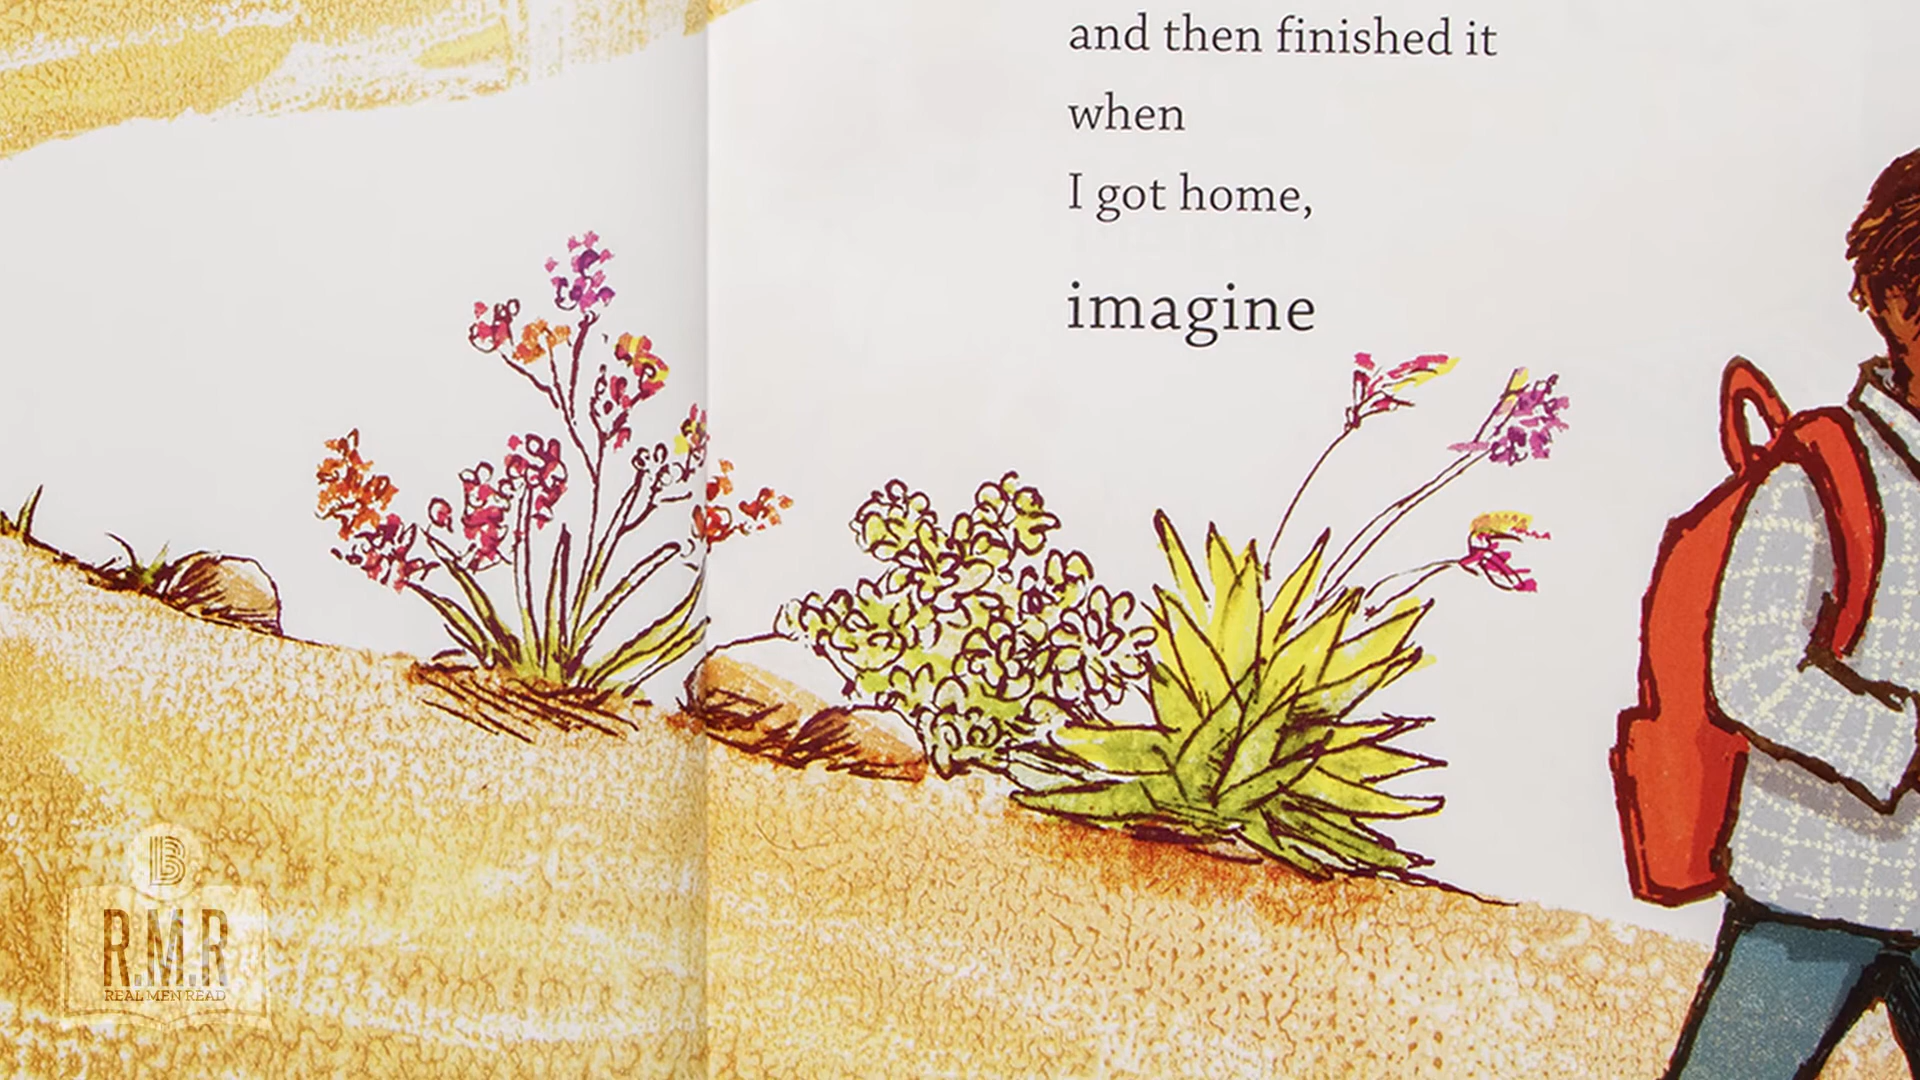 and then finished it
when
I got home,
imagine
B
R.M.R
REAL MEN READ